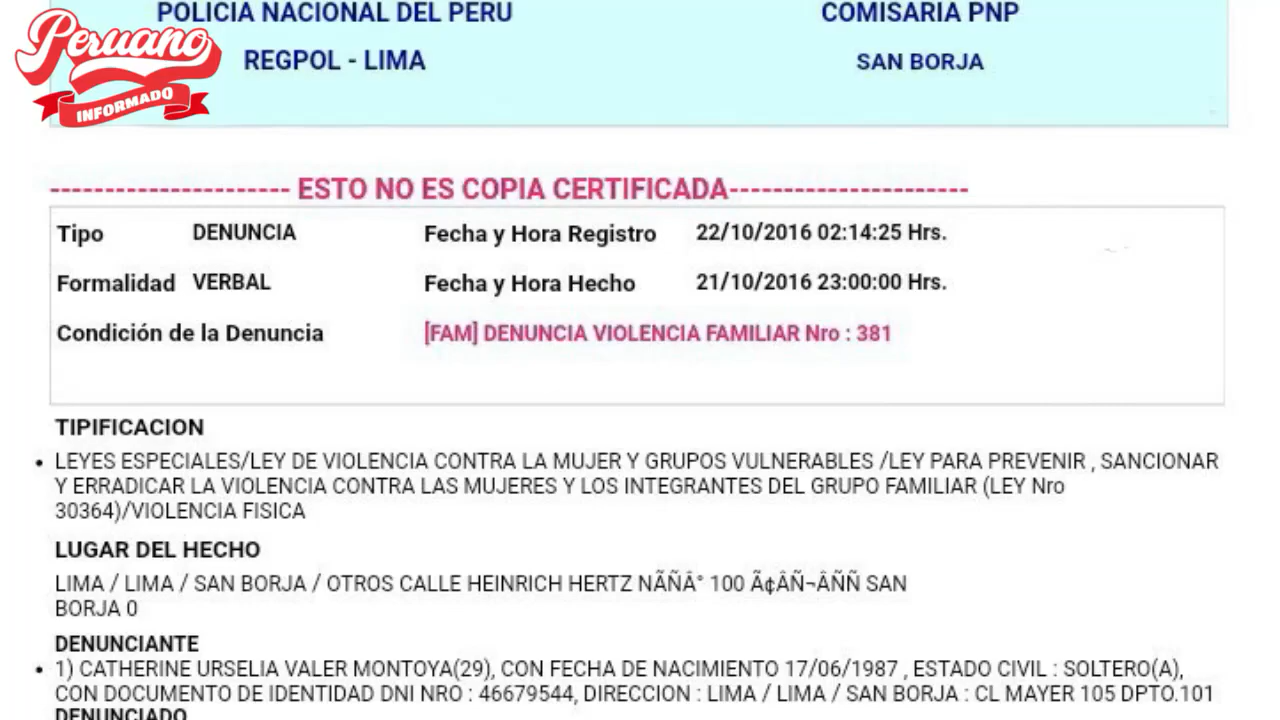 POLICIA NACIONAL DEL PERU
COMISARIA PNP
Peruano
INFORMADO
REGPOL - LIMA
SAN BORJA
---------------------- ESTO NO ES COPIA CERTIFICADA----------------------
Tipo DENUNCIA Fecha y Hora Registro 22/10/2016 02:14:25 Hrs.
Formalidad VERBAL Fecha y Hora Hecho 21/10/2016 23:00:00 Hrs.
Condición de la Denuncia [FAM] DENUNCIA VIOLENCIA FAMILIAR Nro : 381
TIPIFICACION
• LEYES ESPECIALES/LEY DE VIOLENCIA CONTRA LA MUJER Y GRUPOS VULNERABLES /LEY PARA PREVENIR , SANCIONAR
Y ERRADICAR LA VIOLENCIA CONTRA LAS MUJERES Y LOS INTEGRANTES DEL GRUPO FAMILIAR (LEY Nro
30364)/VIOLENCIA FISICA
LUGAR DEL HECHO
LIMA / LIMA / SAN BORJA / OTROS CALLE HEINRICH HERTZ NÃÑÂ° 100 Ã¢ÂÑ¬ÂÑÑ SAN
BORJA 0
DENUNCIANTE
• 1) CATHERINE URSELIA VALER MONTOYA(29), CON FECHA DE NACIMIENTO 17/06/1987 , ESTADO CIVIL : SOLTERO(A),
CON DOCUMENTO DE IDENTIDAD DNI NRO : 46679544, DIRECCION : LIMA / LIMA / SAN BORJA : CL MAYER 105 DPTO.101
DENUNCIADO